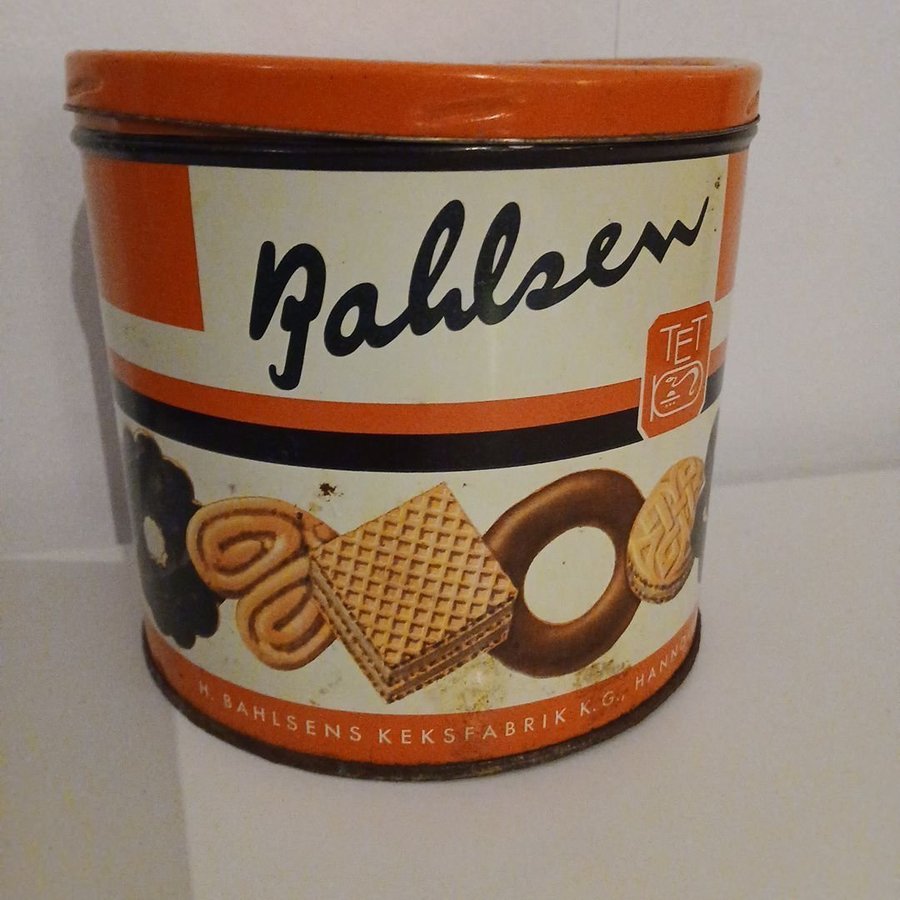 Bahlsen
TET
H. BAHLSENS KEKSFABRIK K.G.,